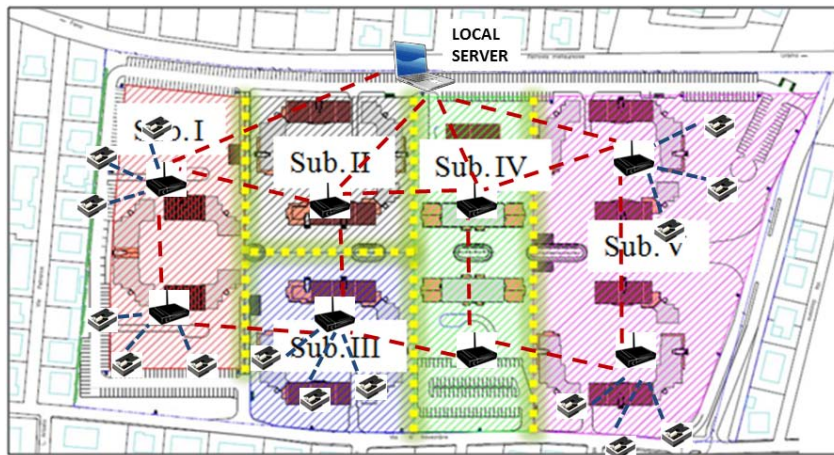 LOCAL
SERVER
Sub. I
Sub. II
Sub. IV
Sub. V
Sub. III